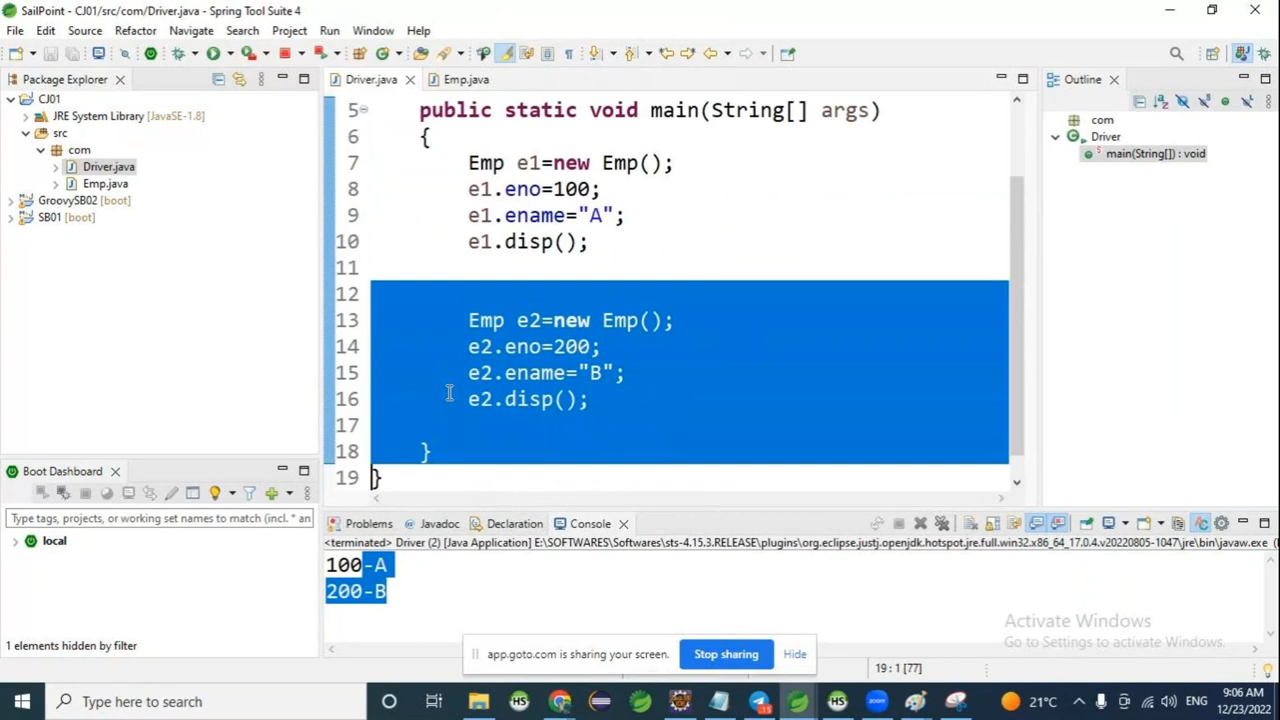 SailPoint - CJ01/src/com/Driver.java - Spring Tool Suite 4
File Edit Source Refactor Navigate Search Project Run Window Help
Package Explorer
CJ01
JRE System Library [JavaSE-1.8]
src
com
Driver.java
Emp.java
GroovySB02 [boot]
SB01 [boot]
Driver.java Emp.java
5 public static void main(String[] args)
6 {
7 Emp e1=new Emp();
8 e1.eno=100;
9 e1.ename="A";
10 e1.disp();
11
12
13 Emp e2=new Emp();
14 e2.eno=200;
15 e2.ename="B";
16 e2.disp();
17
18 }
19 }
Outline
com
Driver
main(String[]) : void
Boot Dashboard
Type tags, projects, or working set names to match (incl. * an
local
1 elements hidden by filter
Problems Javadoc Declaration Console
<terminated> Driver (2) [Java Application] E:\SOFTWARES\Softwares\sts-4.15.3.RELEASE\plugins\org.eclipse.justj.openjdk.hotspot.jre.full.win32.x86_64_17.0.4.v20220805-1047\jre\bin\javaw.exe
100-A
200-B
Activate Windows
Go to Settings to activate Windows.
app.goto.com is sharing your screen. Stop sharing Hide
19 : 1 [77]
Type here to search
21°C
ENG
9:06 AM
12/23/2022